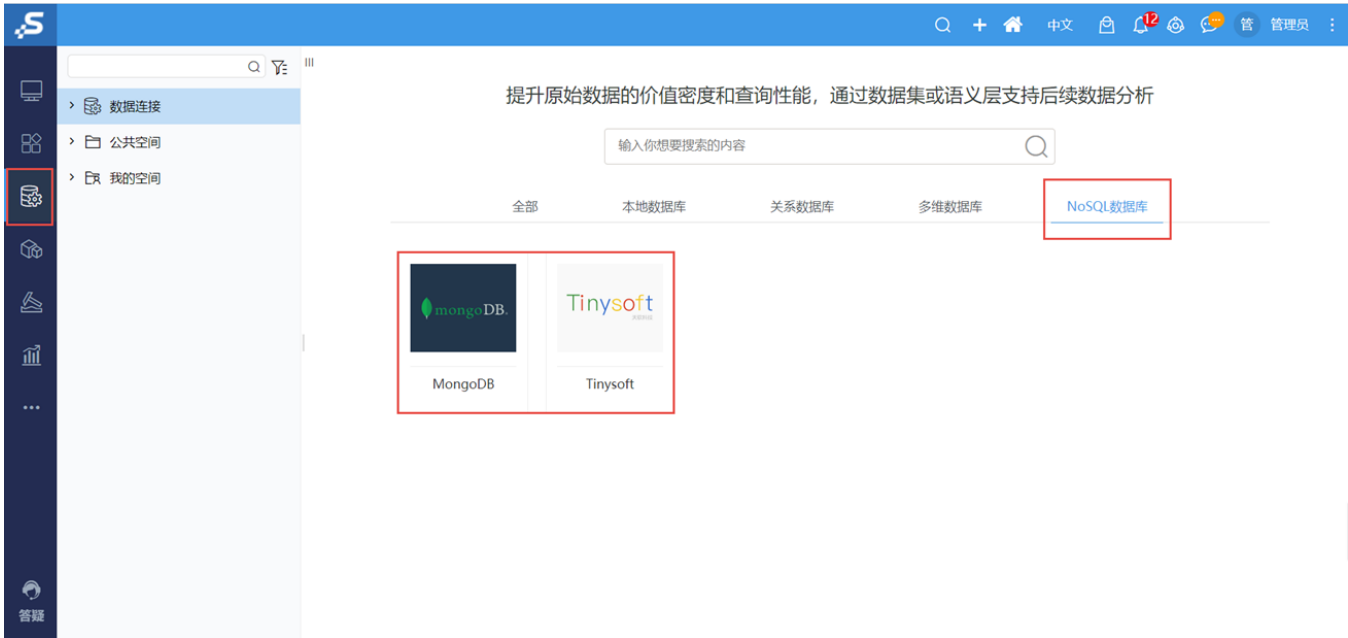 S
中文
12
管
管理员
数据连接
公共空间
我的空间
提升原始数据的价值密度和查询性能，通过数据集或语义层支持后续数据分析
输入你想要搜索的内容
全部
本地数据库
关系数据库
多维数据库
NoSQL数据库
mongoDB.
Tinysoft
MongoDB
Tinysoft
答疑